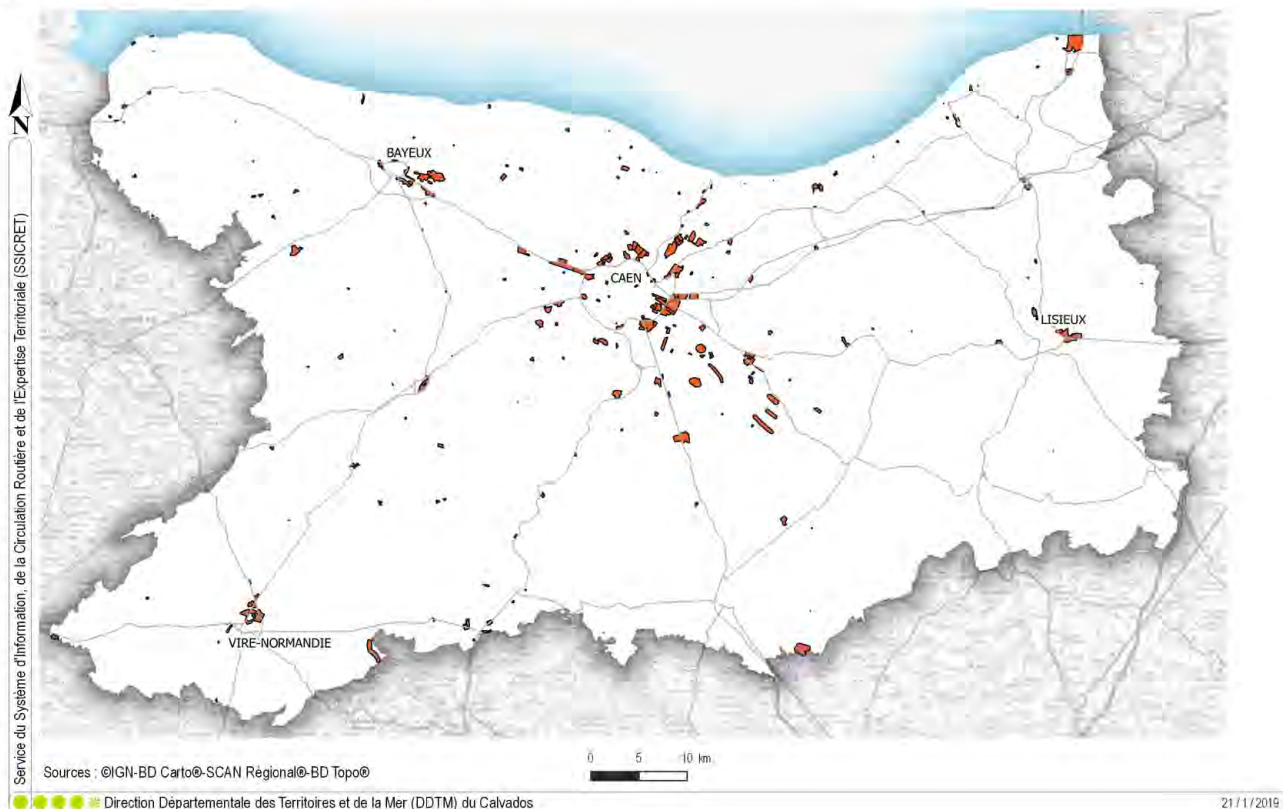 N
BAYEUX
CAEN
LISIEUX
VIRE-NORMANDIE
Service du Système d'Information, de la Circulation Routière et de l'Expertise Territoriale (SSICRET)
0 5 10 km
Sources : ©IGN-BD Carto®-SCAN Régional®-BD Topo®
Direction Départementale des Territoires et de la Mer (DDTM) du Calvados
21/1/2019